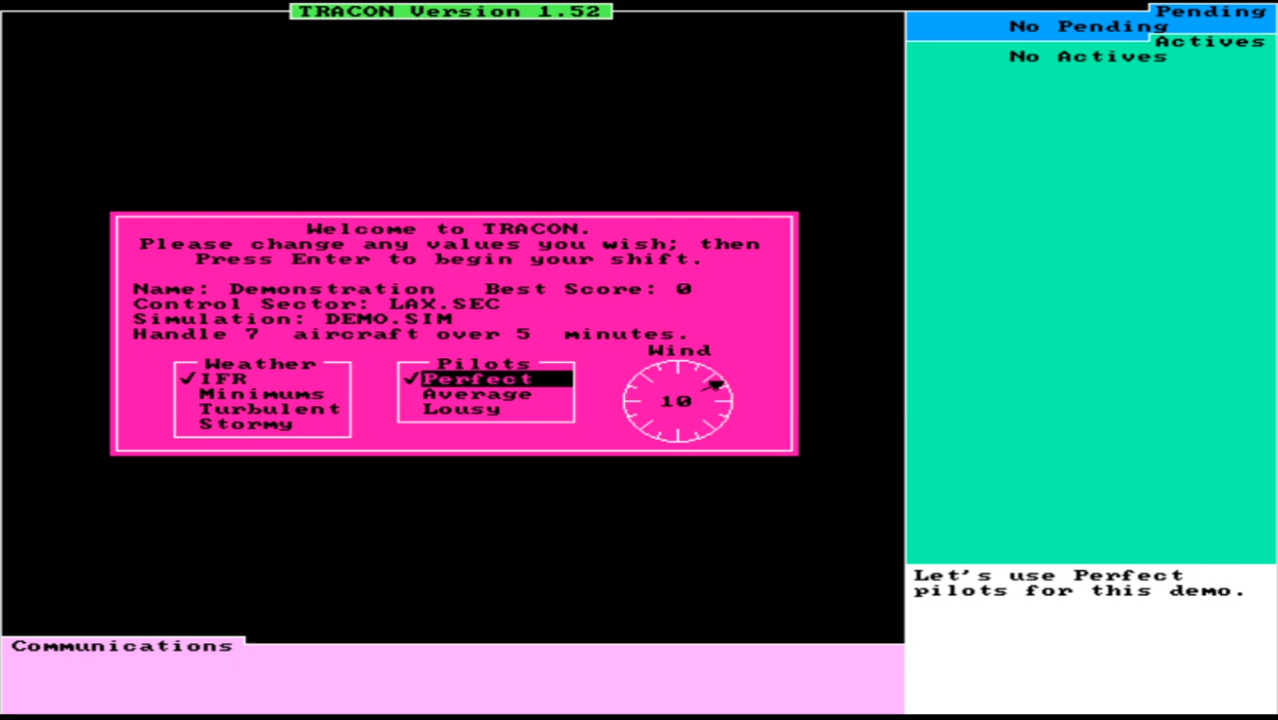 TRACON Version 1.52
Pending
No Pending
Actives
No Actives
Welcome to TRACON.
Please change any values you wish; then
Press Enter to begin your shift.
Name: Demonstration Best Score: 0
Control Sector: LAX.SEC
Simulation: DEMO.SIM
Handle 7 aircraft over 5 minutes.
Weather
✓IFR
Minimums
Turbulent
Stormy
Pilots
✓Perfect
Average
Lousy
Wind
10
Let's use Perfect
pilots for this demo.
Communications